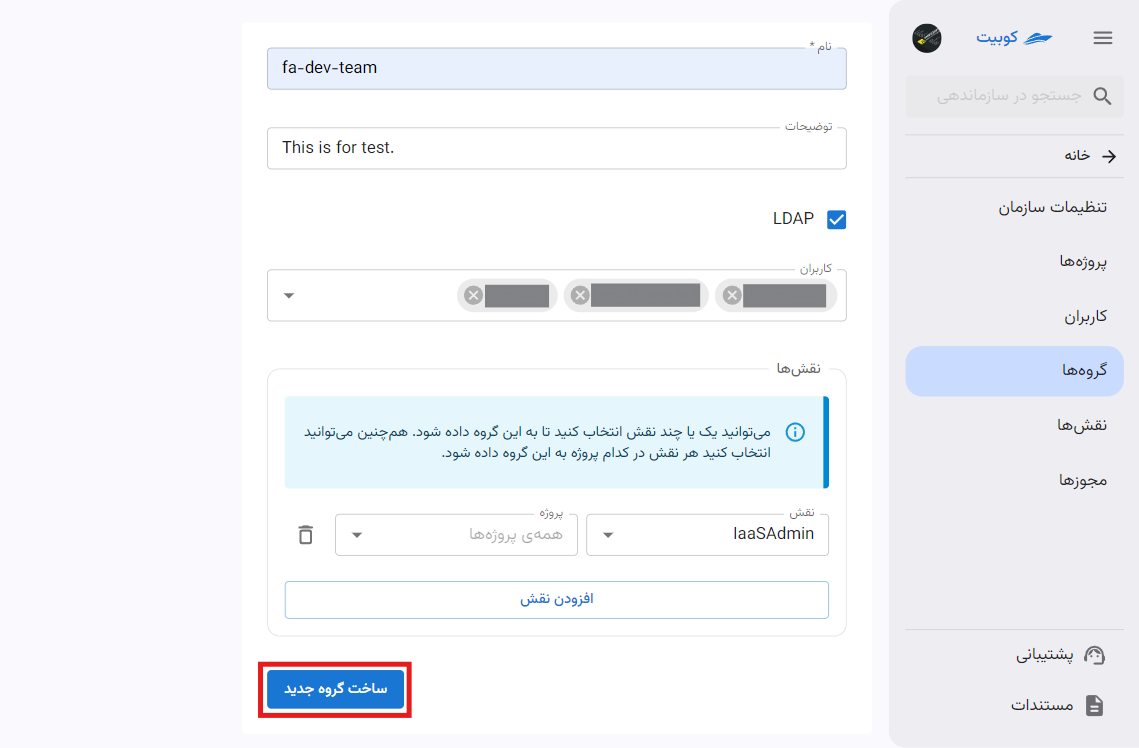 کوبیت
جستجو در سازماندهی
خانه
تنظیمات سازمان
پروژه‌ها
کاربران
گروه‌ها
نقش‌ها
مجوزها
پشتیبانی
مستندات
نام *
fa-dev-team
توضیحات
This is for test.
LDAP
کاربران
نقش‌ها
می‌توانید یک یا چند نقش انتخاب کنید تا به این گروه داده شود. هم‌چنین می‌توانید
انتخاب کنید هر نقش در کدام پروژه به این گروه داده شود.
نقش
IaaSAdmin
پروژه
همه‌ی پروژه‌ها
افزودن نقش
ساخت گروه جدید